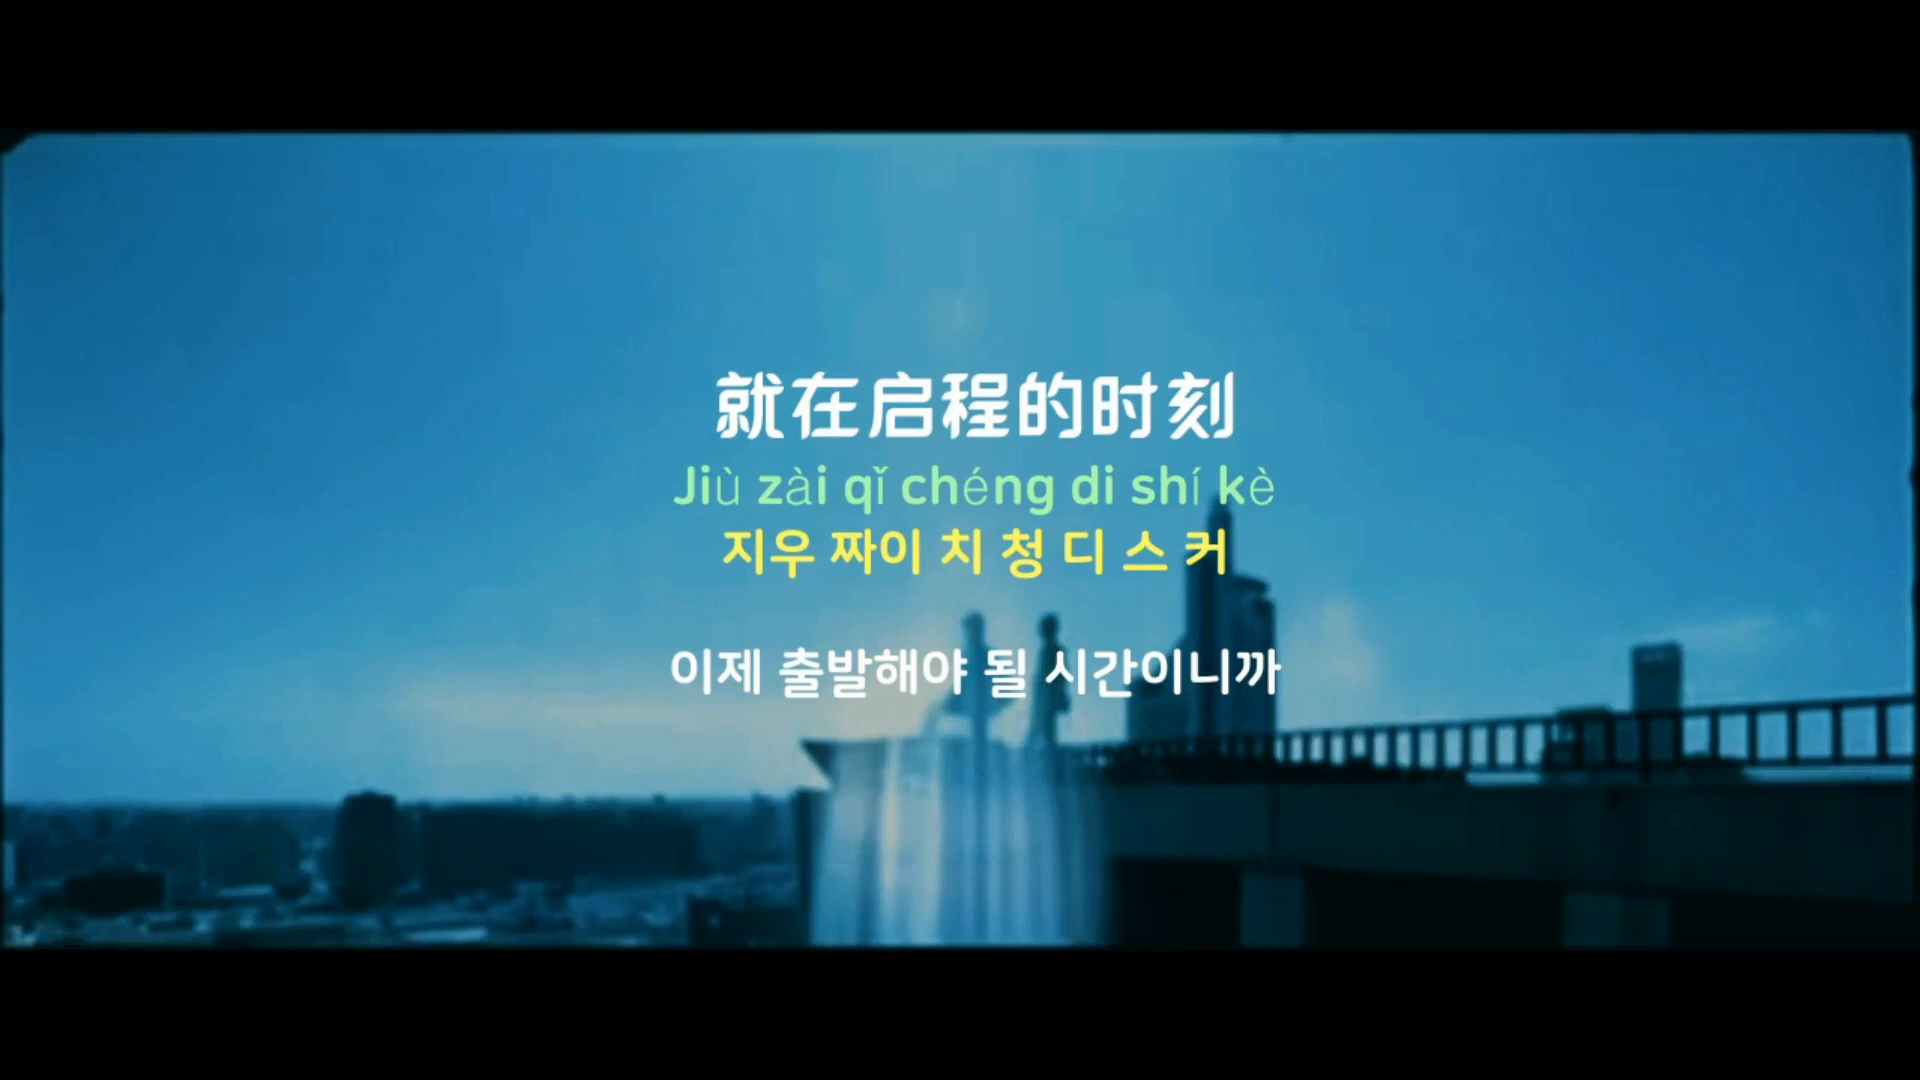 就在启程的时刻
Jiù zài qǐ chéng di shí kè
지우 짜이 치 청 디 스 커
이제 출발해야 될 시간이니까